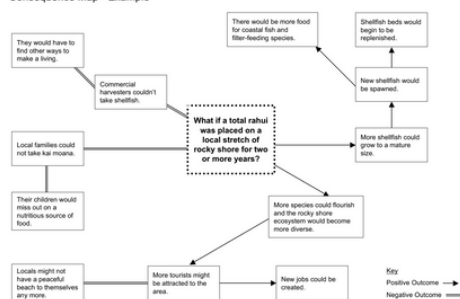 There would be more food
for coastal fish and
filter-feeding species.
Shellfish beds would
begin to be
replenished.
They would have to
find other ways to
make a living.
Commercial
harvesters couldn't
take shellfish.
New shellfish would
be spawned.
What if a total rahui
was placed on a
local stretch of
rocky shore for two
or more years?
Local families could
not take kai moana.
More shellfish could
grow to a mature
size.
Their children would
miss out on a
nutritious source of
food.
More species could flourish
and the rocky shore
ecosystem would become
more diverse.
Locals might not
have a peaceful
beach to themselves
any more.
More tourists might
be attracted to the
area.
New jobs could be
created.
Key
Positive Outcome
Negative Outcome